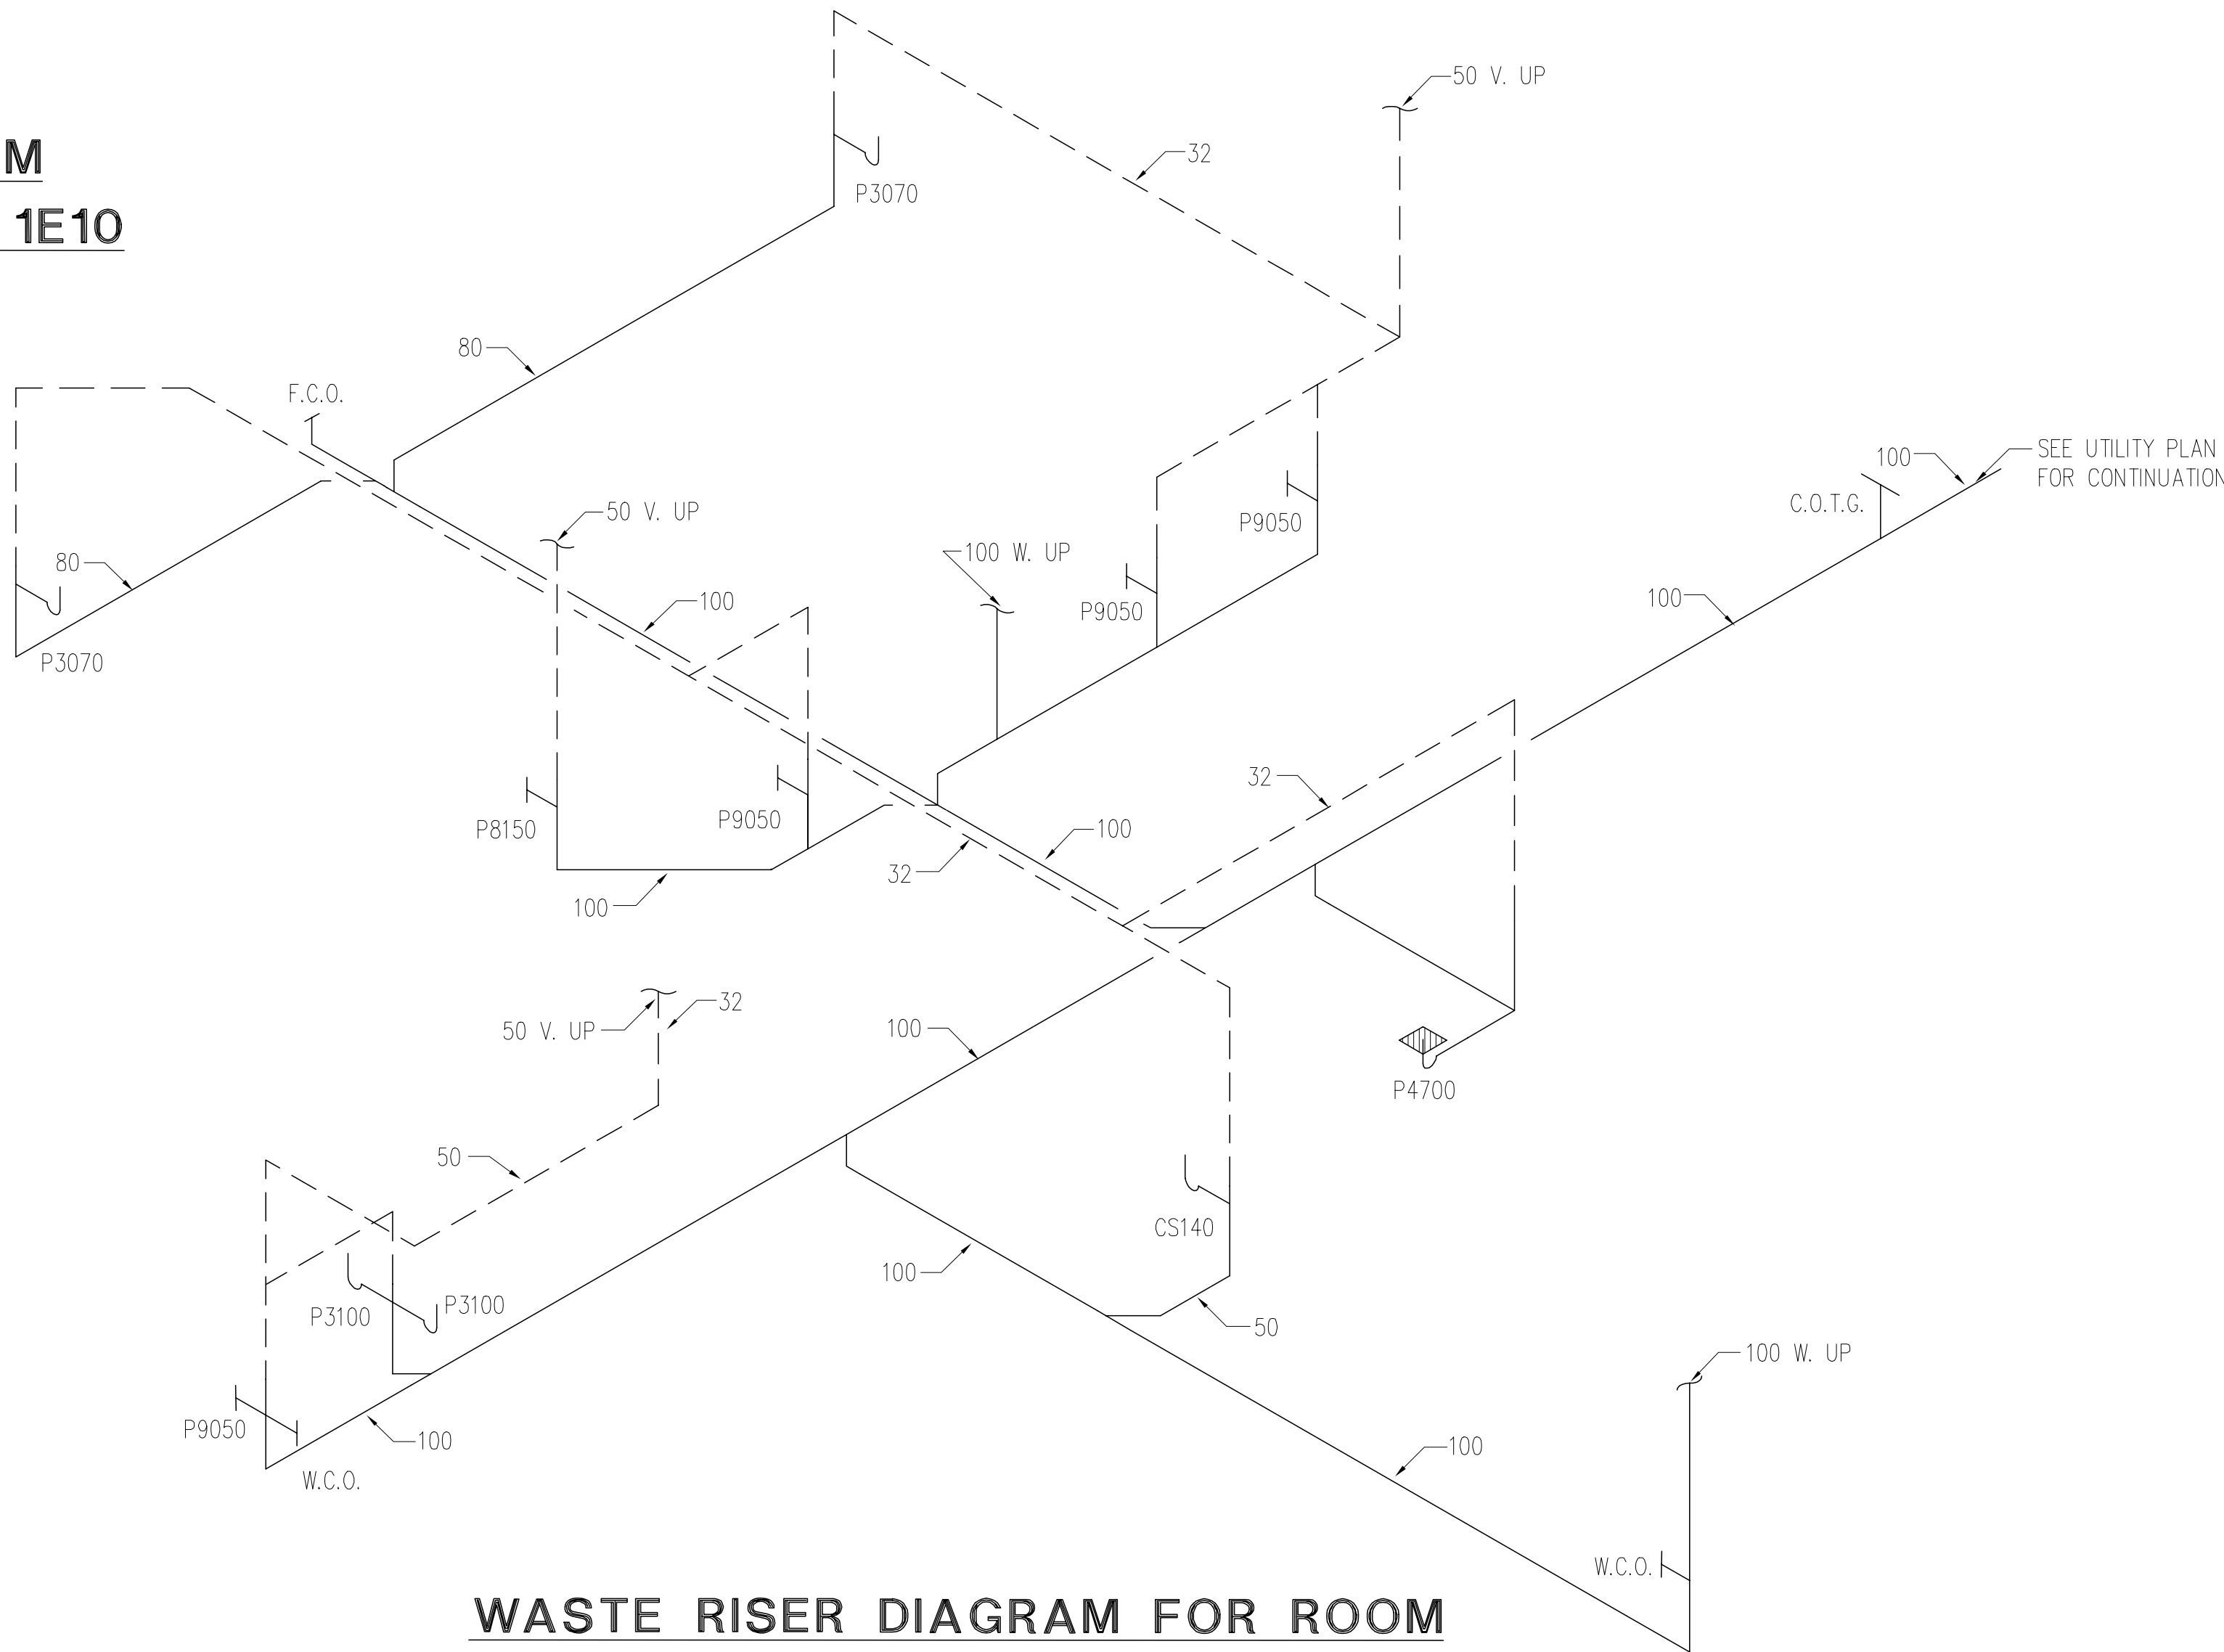 M
1E10
50 V. UP
32
P3070
80
F.C.O.
SEE UTILITY PLAN
FOR CONTINUATION
100
C.O.T.G.
50 V. UP
P9050
100 W. UP
80
100
P9050
100
P3070
32
P8150
P9050
100
32
100
50 V. UP
32
100
P4700
50
CS140
100
P3100
P3100
50
100 W. UP
P9050
100
100
W.C.O.
W.C.O.
WASTE RISER DIAGRAM FOR ROOM